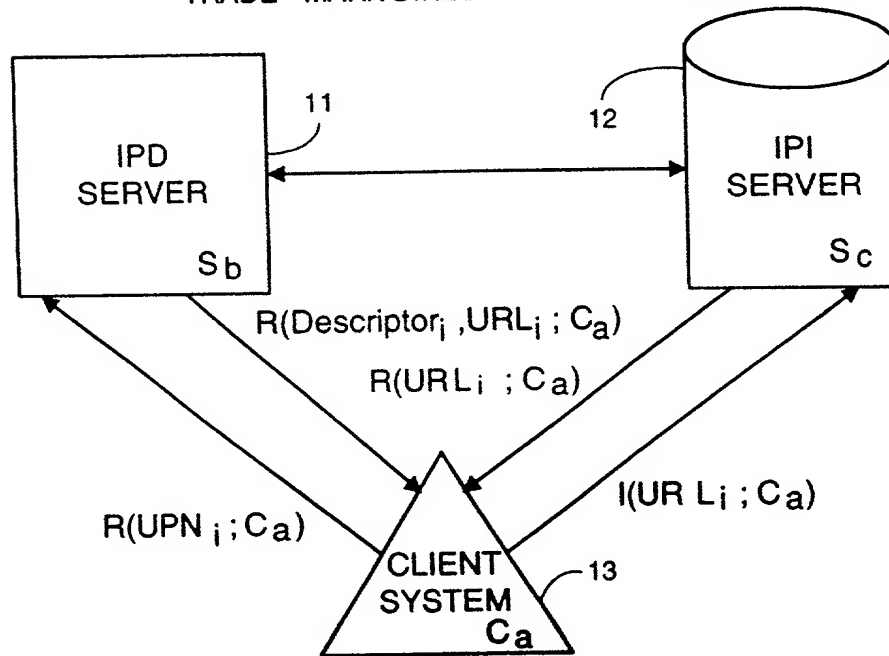 11
12
IPD
SERVER
Sb
IPI
SERVER
Sc
R(Descriptori ,URLi ; Ca)
R(URLi ; Ca)
R(UPNi ; Ca)
I(UR Li ; Ca)
CLIENT
SYSTEM
Ca
13